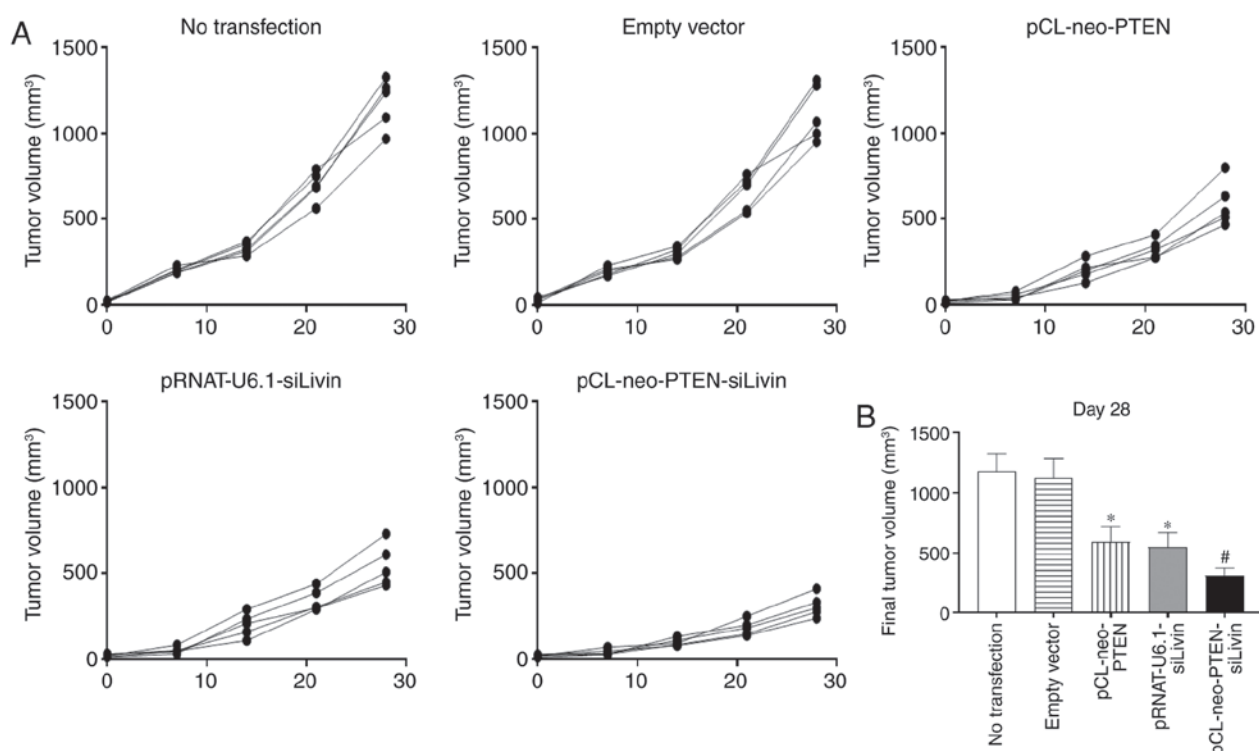 A
No transfection
Tumor volume (mm³)
1500
1000
500
0
0 10 20 30
Empty vector
Tumor volume (mm³)
1500
1000
500
0
0 10 20 30
pCL-neo-PTEN
Tumor volume (mm³)
1500
1000
500
0
0 10 20 30
pRNAT-U6.1-siLivin
Tumor volume (mm³)
1500
1000
500
0
0 10 20 30
pCL-neo-PTEN-siLivin
Tumor volume (mm³)
1500
1000
500
0
0 10 20 30
B
Day 28
Final tumor volume (mm³)
1500
1000
500
0
*
*
#
No transfection
Empty vector
pCL-neo-
PTEN
pRNAT-U6.1-
siLivin
pCL-neo-PTEN-
siLivin